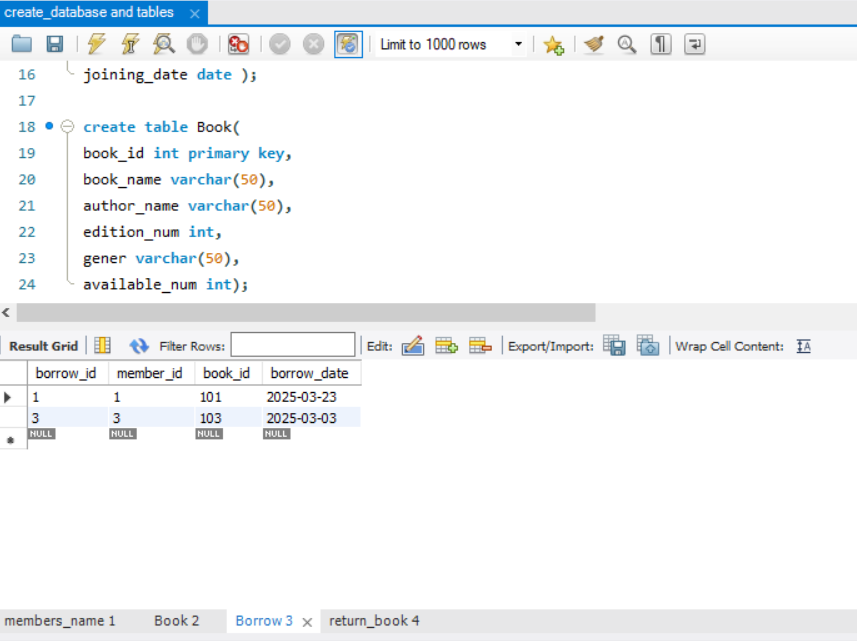 create_database and tables
Limit to 1000 rows
16 joining_date date );
17
18 create table Book(
19 book_id int primary key,
20 book_name varchar(50),
21 author_name varchar(50),
22 edition_num int,
23 gener varchar(50),
24 available_num int);
Result Grid Filter Rows: Edit: Export/Import: Wrap Cell Content: IA
borrow_id member_id book_id borrow_date
1 1 101 2025-03-23
3 3 103 2025-03-03
NULL NULL NULL NULL
members_name 1 Book 2 Borrow 3 return_book 4